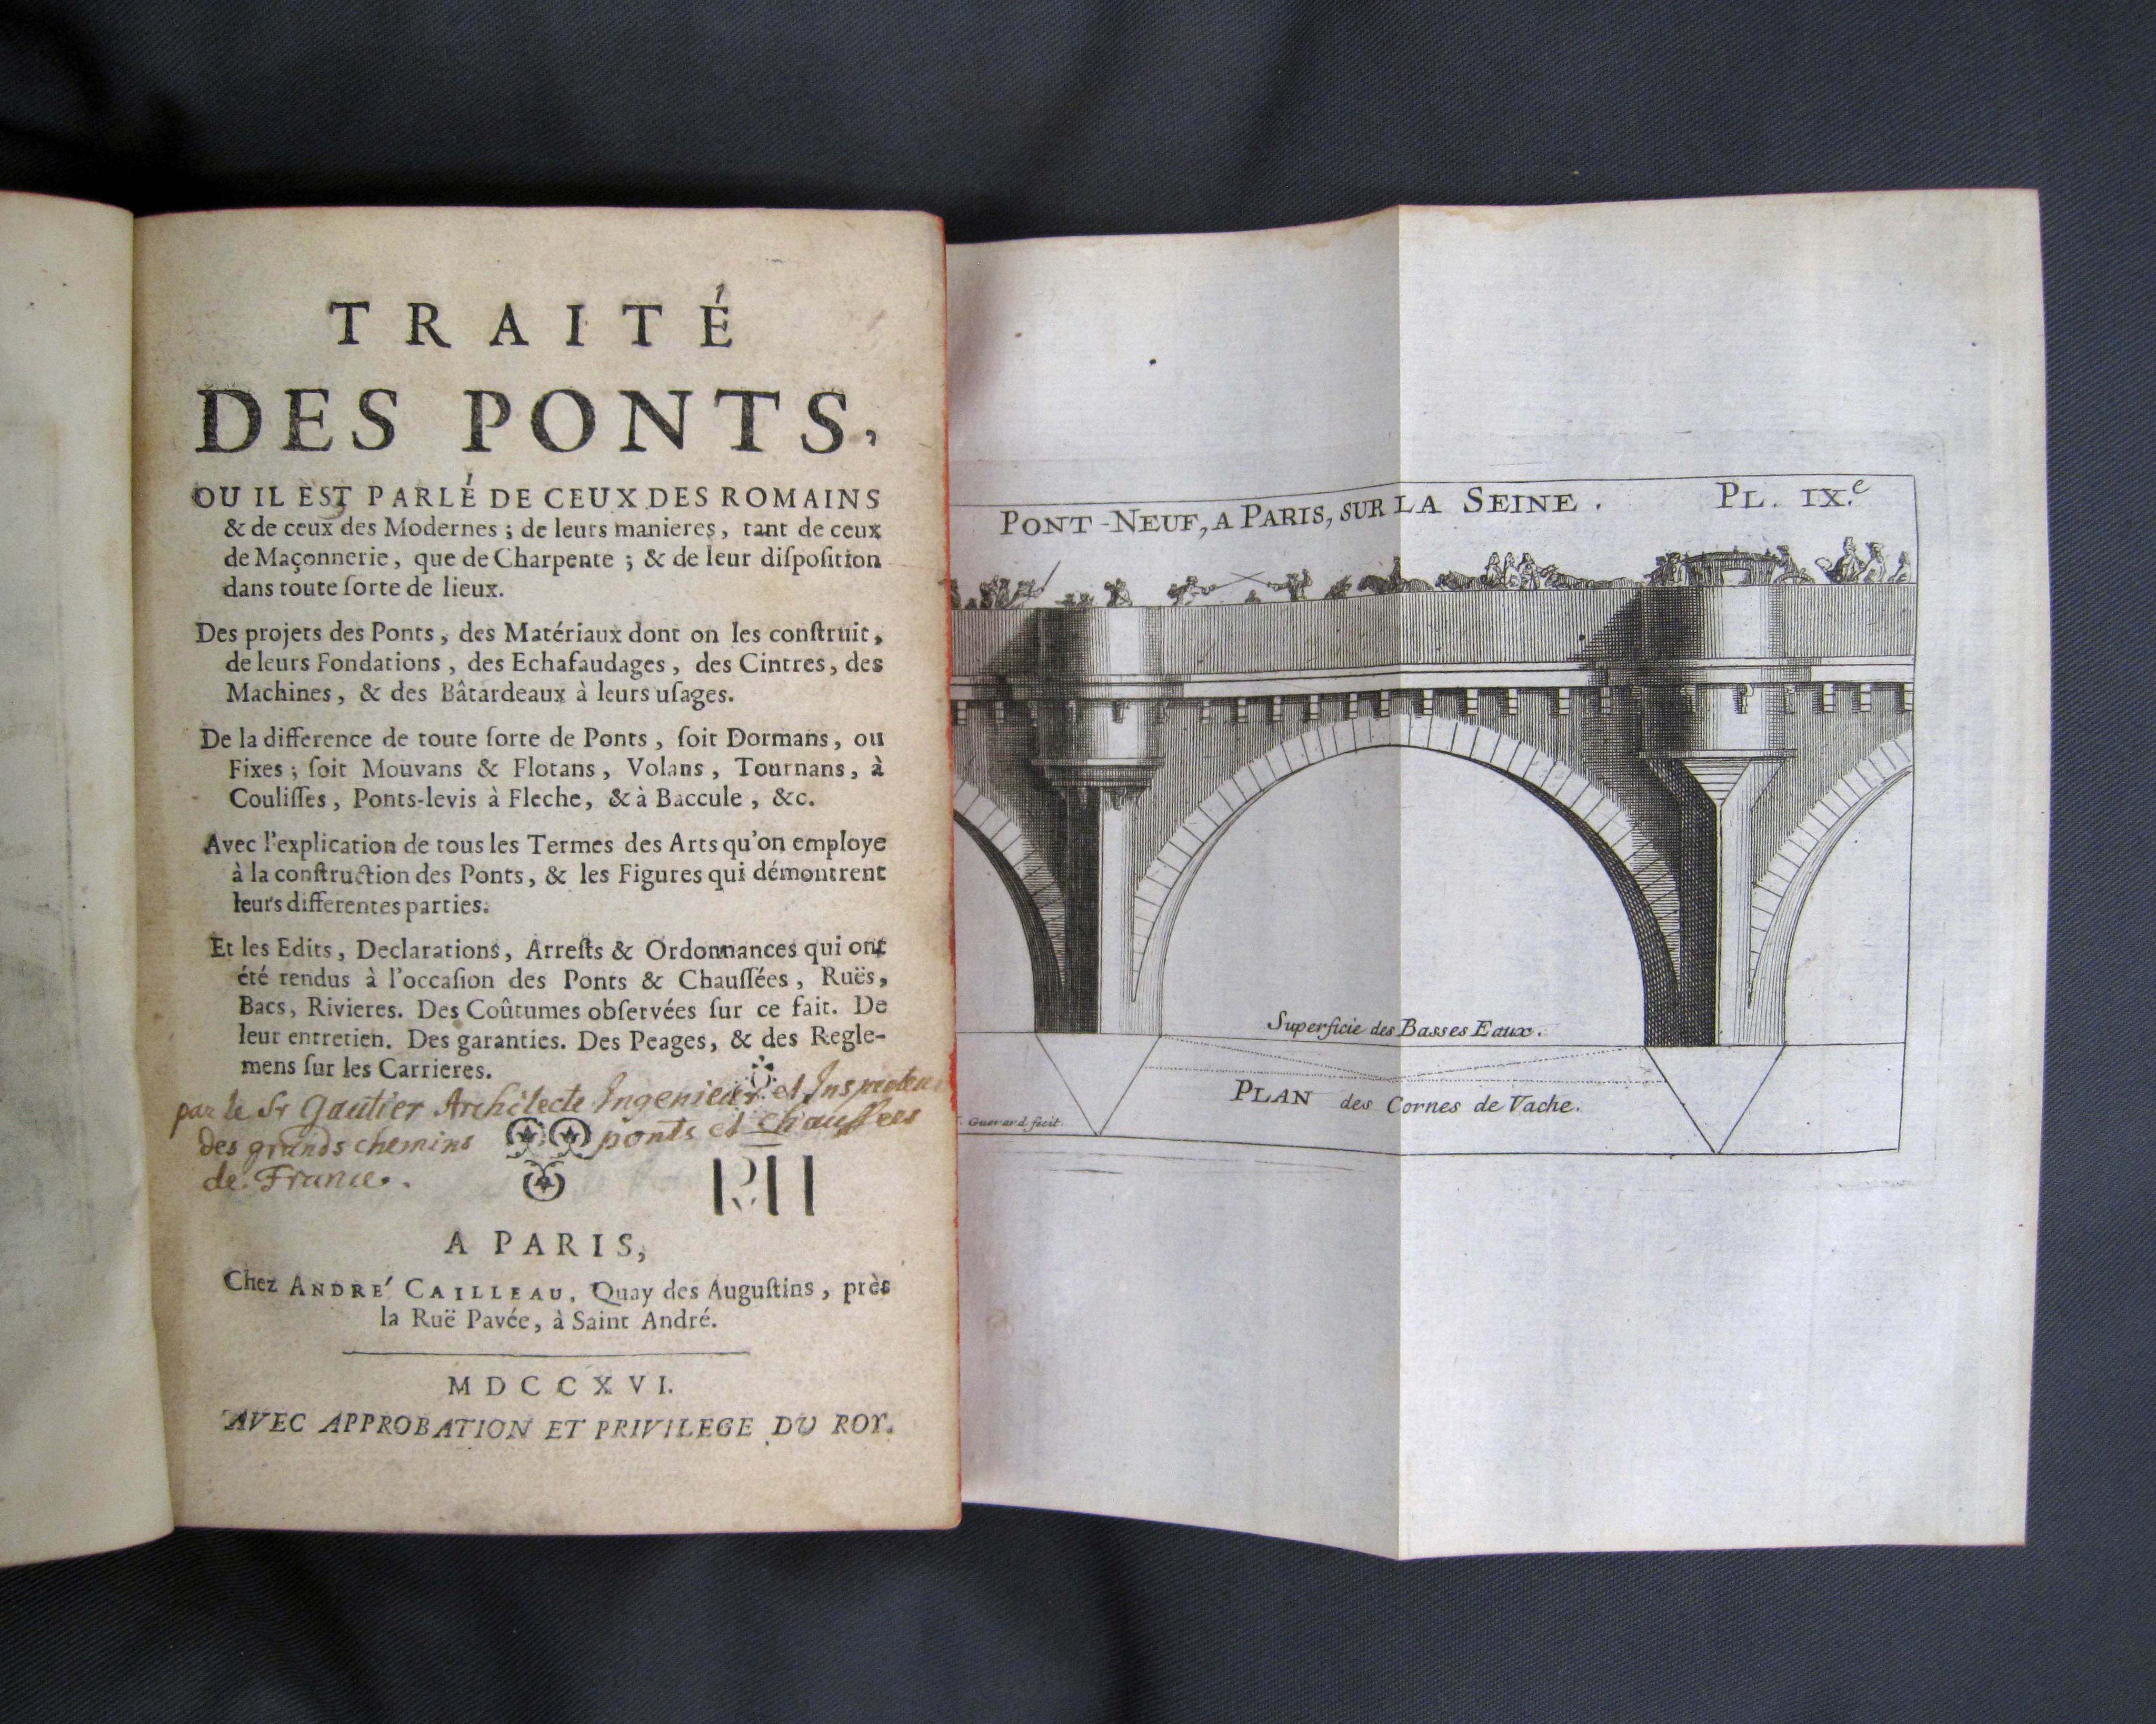 TRAITÉ
DES PONTS,
OU IL EST PARLÉ DE CEUX DES ROMAINS
& de ceux des Modernes ; de leurs manieres, tant de ceux
de Maçonnerie, que de Charpente ; & de leur diſpoſition
dans toute ſorte de lieux.
Des projets des Ponts, des Matériaux dont on les conſtruit,
de leurs Fondations, des Echafaudages, des Cintres, des
Machines, & des Bâtardeaux à leurs uſages.
De la difference de toute ſorte de Ponts, ſoit Dormans, ou
Fixes ; ſoit Mouvans & Flotans, Volans, Tournans, à
Couliſſes, Ponts-levis à Fleche, & à Baccule, &c.
Avec l'explication de tous les Termes des Arts qu'on employe
à la conſtruction des Ponts, & les Figures qui démontrent
leurs differentes parties.
Et les Edits, Declarations, Arreſts & Ordonnances qui ont
été rendus à l'occaſion des Ponts & Chauſſées, Ruës,
Bacs, Rivieres. Des Coûtumes obſervées ſur ce fait. De
leur entretien. Des garanties. Des Peages, & des Regle-
mens ſur les Carrieres.
par le Sr Gautier Architecte Ingenieur et Inspecteur
des grands chemins ponts et chauſſees
de France.
A PARIS,
Chez ANDRE' CAILLEAU, Quay des Auguſtins, près
la Ruë Pavée, à Saint André.
MDCCXVI.
AVEC APPROBATION ET PRIVILEGE DU ROY.
PONT-NEUF, A PARIS, SUR LA SEINE. PL. IX.e
Superficie des Basses Eaux.
PLAN des Cornes de Vache.
Guerard fecit.